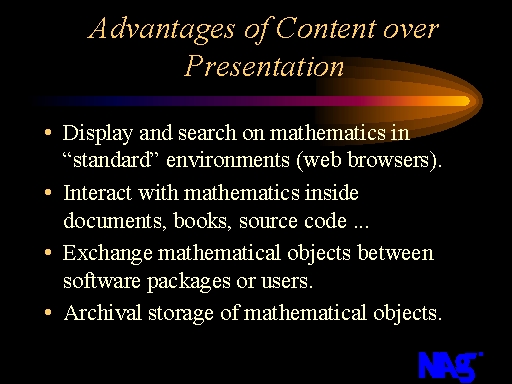 Advantages of Content over
Presentation
• Display and search on mathematics in
“standard” environments (web browsers).
• Interact with mathematics inside
documents, books, source code ...
• Exchange mathematical objects between
software packages or users.
• Archival storage of mathematical objects.
NAg